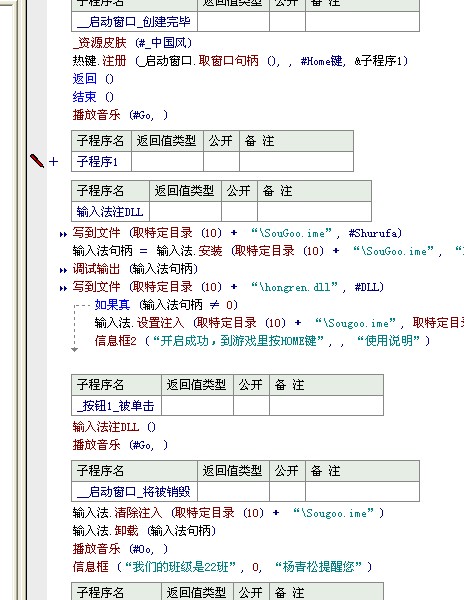 子程序名 返回值类型 公开 备 注
__启动窗口_创建完毕
_资源皮肤 (#_中国风)
热键.注册 (_启动窗口.取窗口句柄 (), , #Home键, &子程序1)
返回 ()
结束 ()
播放音乐 (#Go, )
子程序名 返回值类型 公开 备 注
子程序1
子程序名 返回值类型 公开 备 注
输入法注DLL
写到文件 (取特定目录 (10) + “\SouGoo.ime”, #Shurufa)
输入法句柄 = 输入法.安装 (取特定目录 (10) + “\SouGoo.ime”, “
调试输出 (输入法句柄)
写到文件 (取特定目录 (10) + “\hongren.dll”, #DLL)
如果真 (输入法句柄 ≠ 0)
输入法.设置注入 (取特定目录 (10) + “\Sougoo.ime”, 取特定目
信息框2 (“开启成功，到游戏里按HOME键”, , “使用说明”)
子程序名 返回值类型 公开 备 注
_按钮1_被单击
输入法注DLL ()
播放音乐 (#Go, )
子程序名 返回值类型 公开 备 注
__启动窗口_将被销毁
输入法.清除注入 (取特定目录 (10) + “\Sougoo.ime”)
输入法.卸载 (输入法句柄)
播放音乐 (#Oo, )
信息框 (“我们的班级是22班”, 0, “杨青松提醒您”)
子程序名 返回值类型 公开 备 注